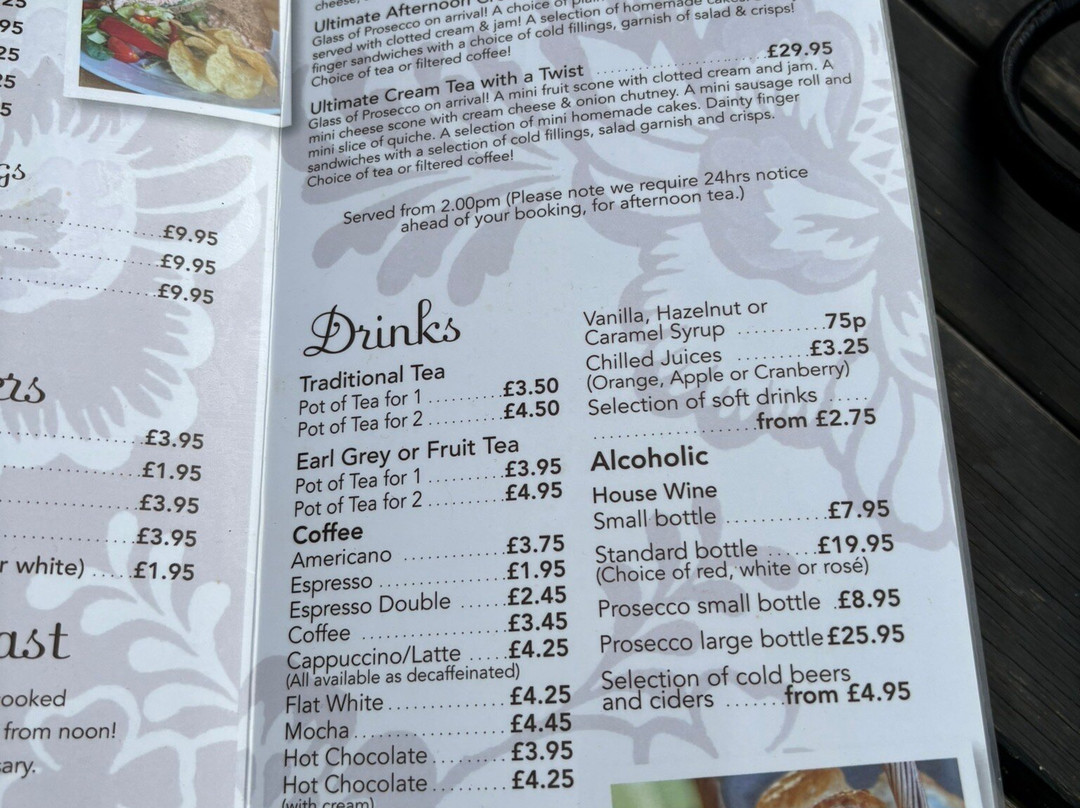 95
25
25
5
gs
£9.95
£9.95
£9.95
ers
£3.95
£1.95
£3.95
£3.95
r white) ....£1.95
ast
ooked
from noon!
ary.
cheese,
Ultimate Afternoon
Glass of Prosecco on arrival! A choice of
served with clotted cream & jam! A selection of homemade
finger sandwiches with a choice of cold fillings, garnish of salad & crisps!
Choice of tea or filtered coffee!
Ultimate Cream Tea with a Twist .................... £29.95
Glass of Prosecco on arrival! A mini fruit scone with clotted cream and jam. A
mini cheese scone with cream cheese & onion chutney. A mini sausage roll and
mini slice of quiche. A selection of mini homemade cakes. Dainty finger
sandwiches with a selection of cold fillings, salad garnish and crisps.
Choice of tea or filtered coffee!
Served from 2.00pm (Please note we require 24hrs notice
ahead of your booking, for afternoon tea.)
Drinks
Traditional Tea
Pot of Tea for 1 ..........£3.50
Pot of Tea for 2 ..........£4.50
Earl Grey or Fruit Tea
Pot of Tea for 1 ..........£3.95
Pot of Tea for 2 ..........£4.95
Coffee
Americano ..............£3.75
Espresso .................£1.95
Espresso Double ......£2.45
Coffee ....................£3.45
Cappuccino/Latte .....£4.25
(All available as decaffeinated)
Flat White................£4.25
Mocha ....................£4.45
Hot Chocolate..........£3.95
Hot Chocolate..........£4.25
(with cream)
Vanilla, Hazelnut or
Caramel Syrup ...........75p
Chilled Juices .........£3.25
(Orange, Apple or Cranberry)
Selection of soft drinks .....
.....................from £2.75
Alcoholic
House Wine
Small bottle .............£7.95
Standard bottle ......£19.95
(Choice of red, white or rosé)
Prosecco small bottle .£8.95
Prosecco large bottle£25.95
Selection of cold beers
and ciders .......from £4.95